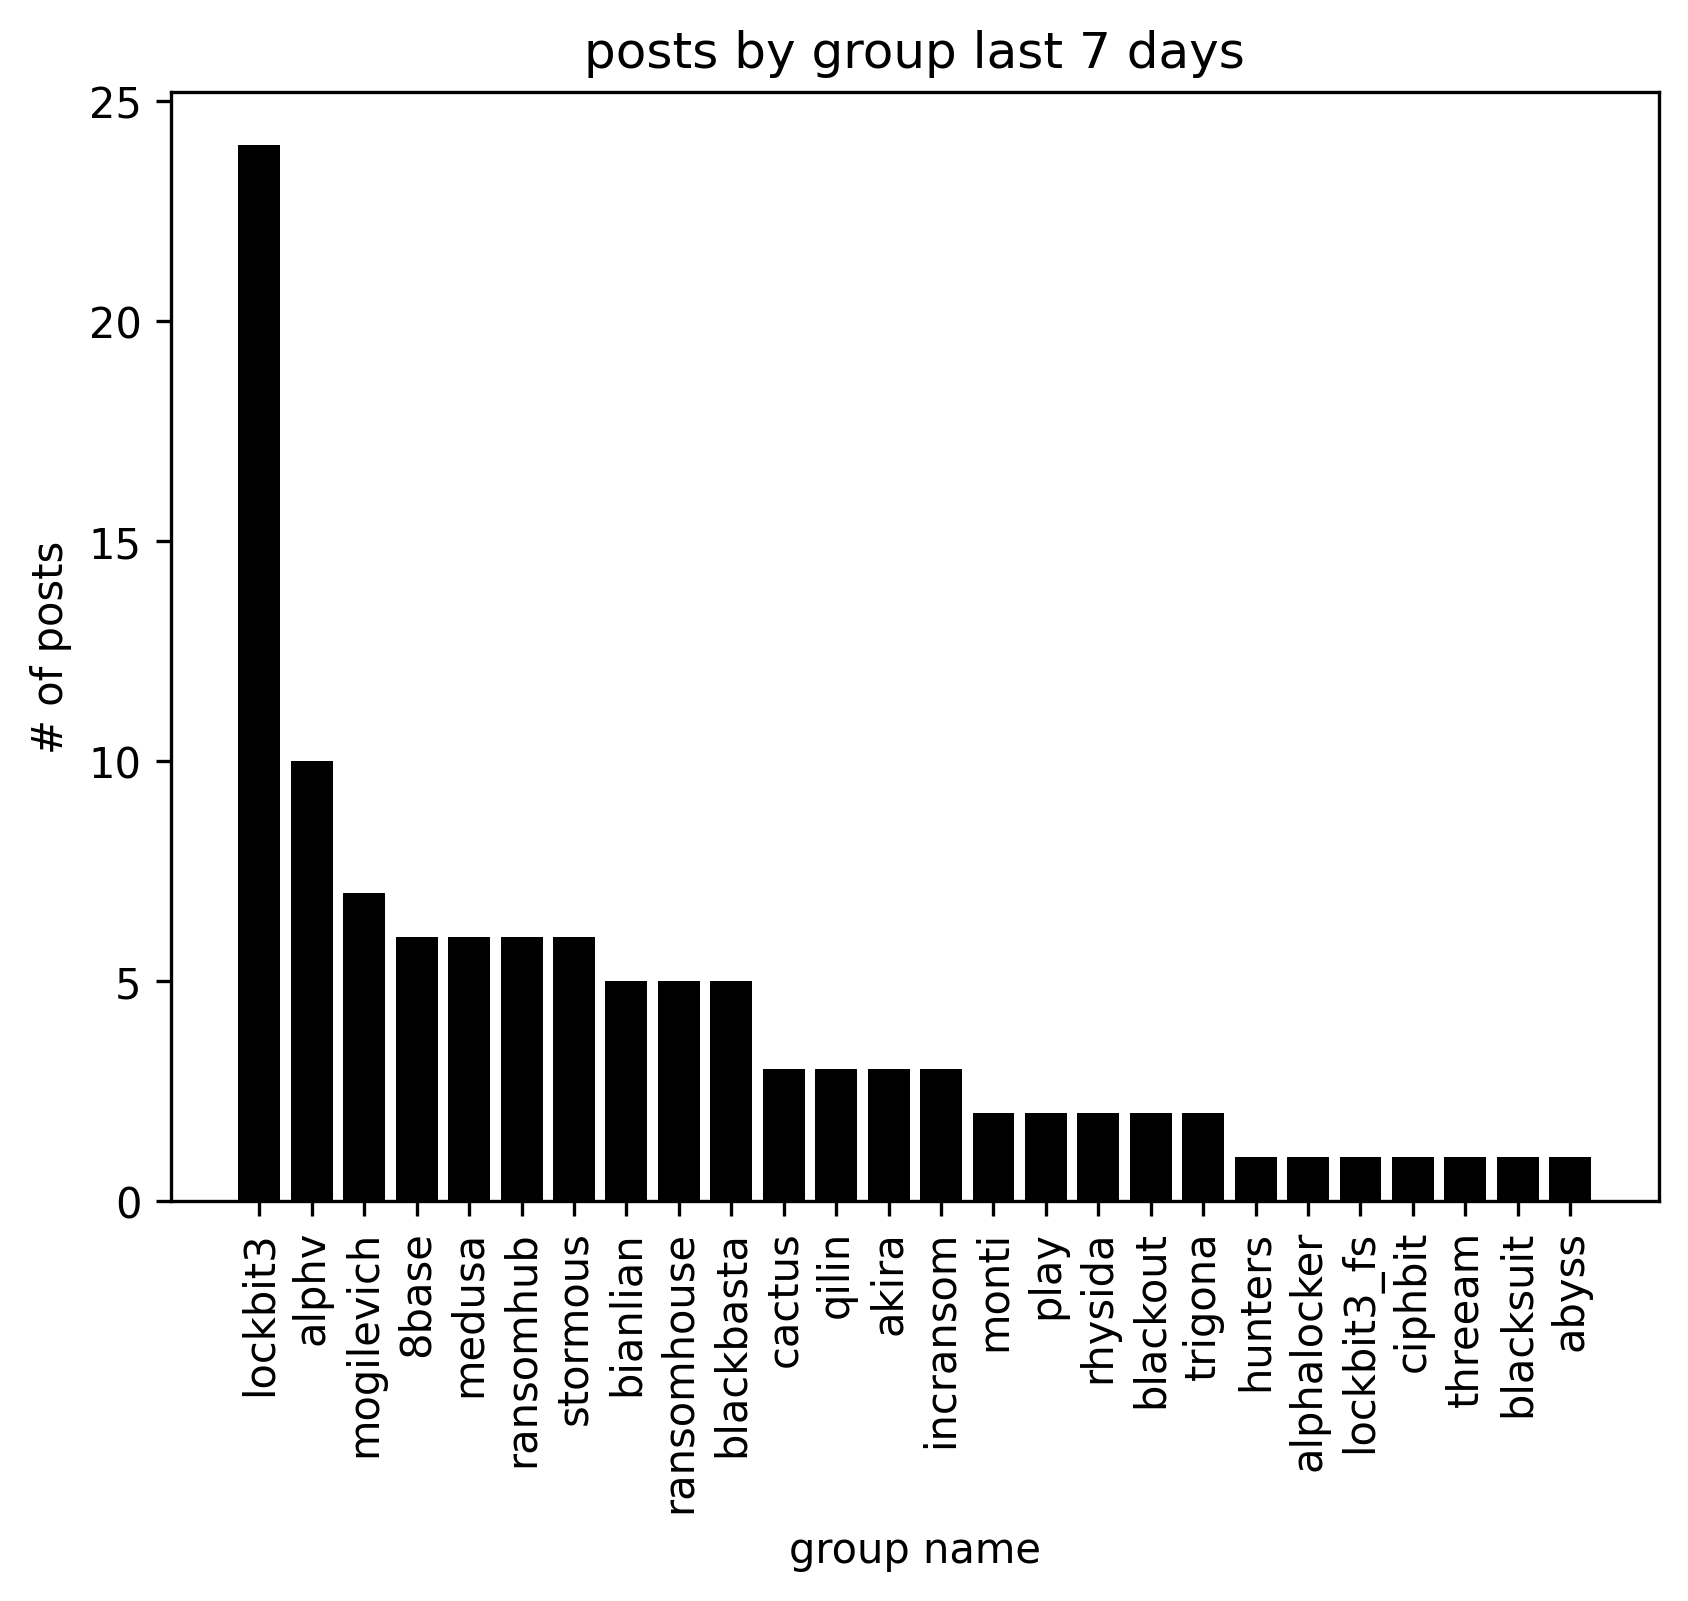 posts by group last 7 days
25
20
15
10
5
0
# of posts
lockbit3
alphv
mogilevich
8base
medusa
ransomhub
stormous
bianlian
ransomhouse
blackbasta
cactus
qilin
akira
incransom
monti
play
rhysida
blackout
trigona
hunters
alphalocker
lockbit3_fs
ciphbit
threeam
blacksuit
abyss
group name